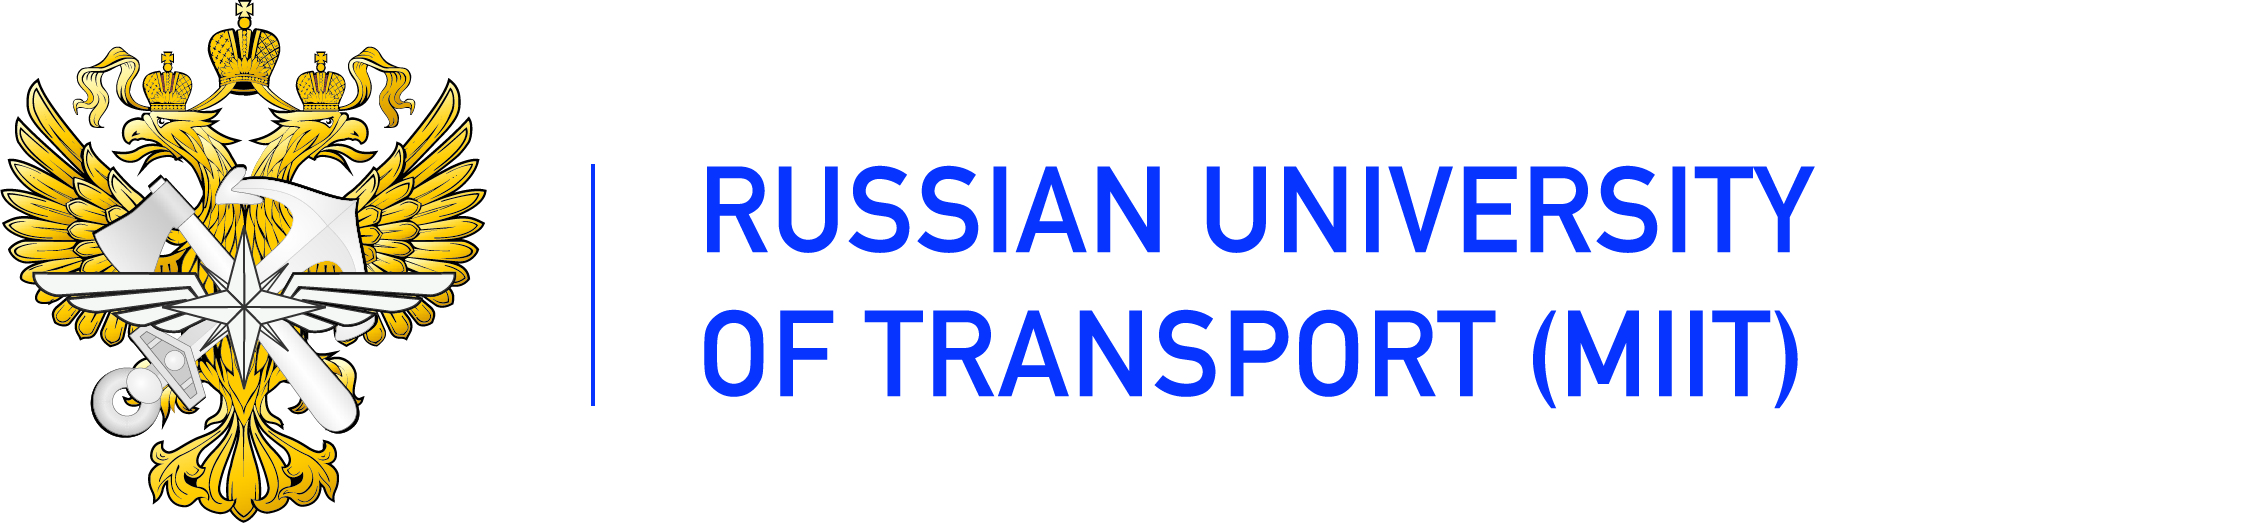 RUSSIAN UNIVERSITY
OF TRANSPORT (MIIT)